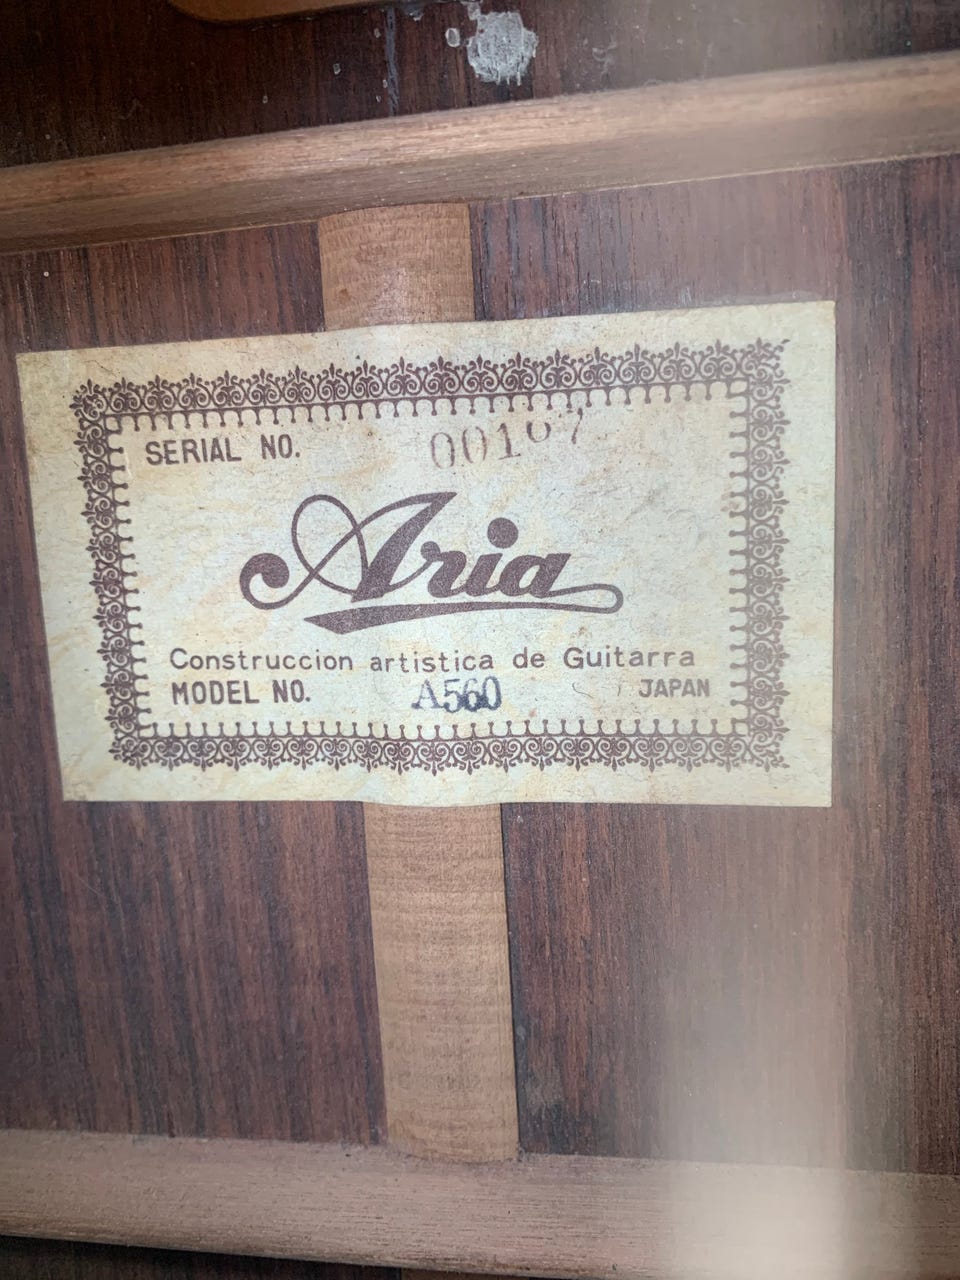 SERIAL NO.
Aria
Construccion artistica de Guitarra
MODEL NO. A560 JAPAN